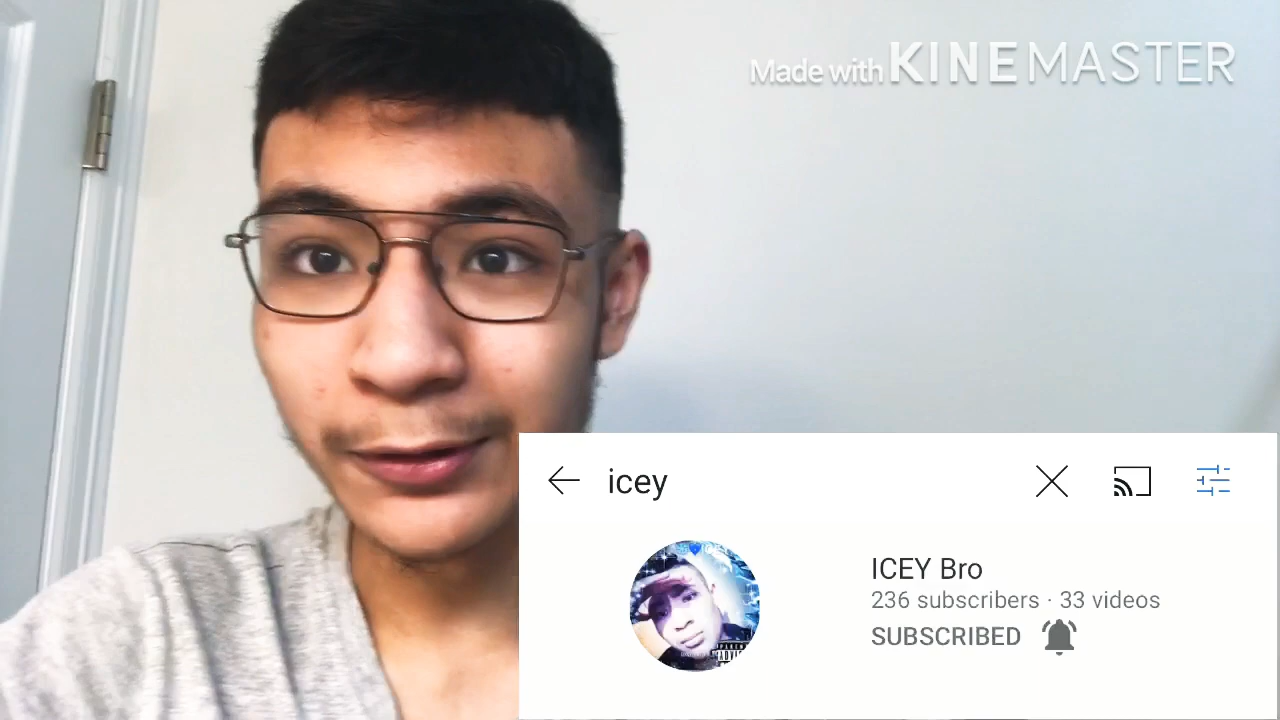 Made with KINEMASTER
icey
ICEY Bro
236 subscribers · 33 videos
SUBSCRIBED